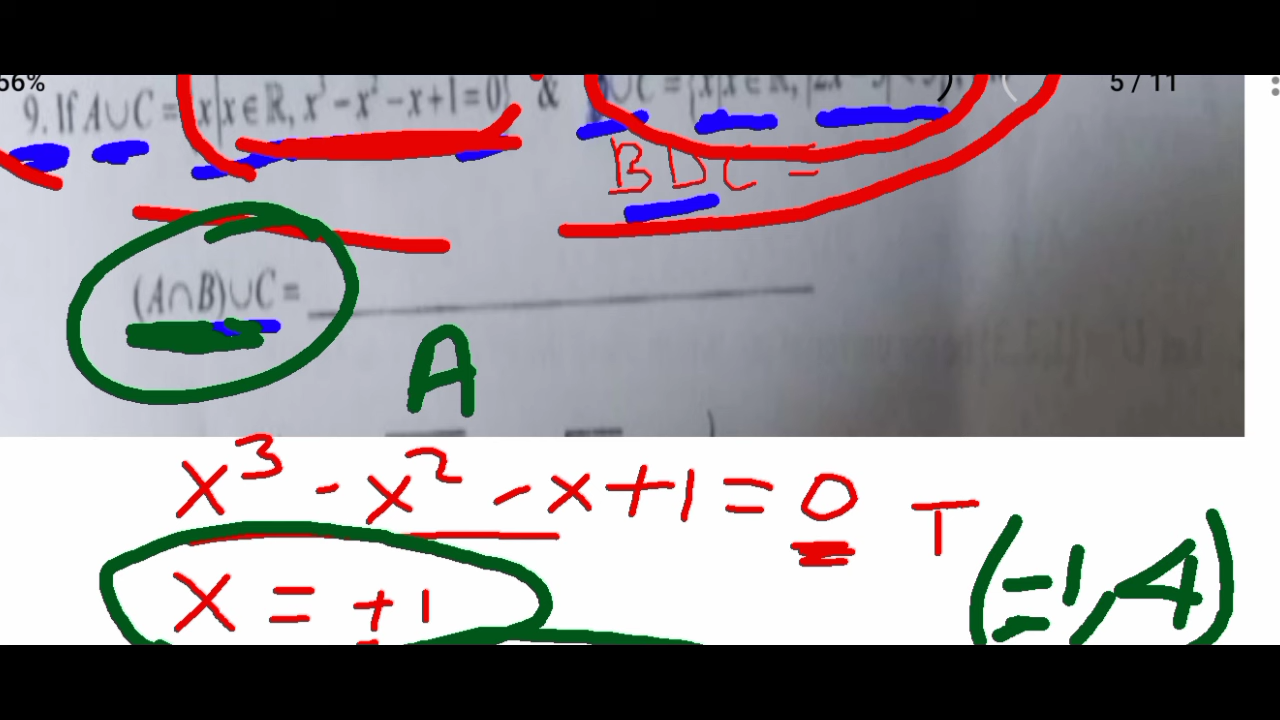 56%
5 / 11
9. If A∪C = {x|x∈ℝ, x³-x²-x+1=0} & ∪C = {x|x∈ℝ,
B C =
(A∩B)∪C =
A
x³ - x² - x + 1 = 0
x = ±1
(-1, 4)